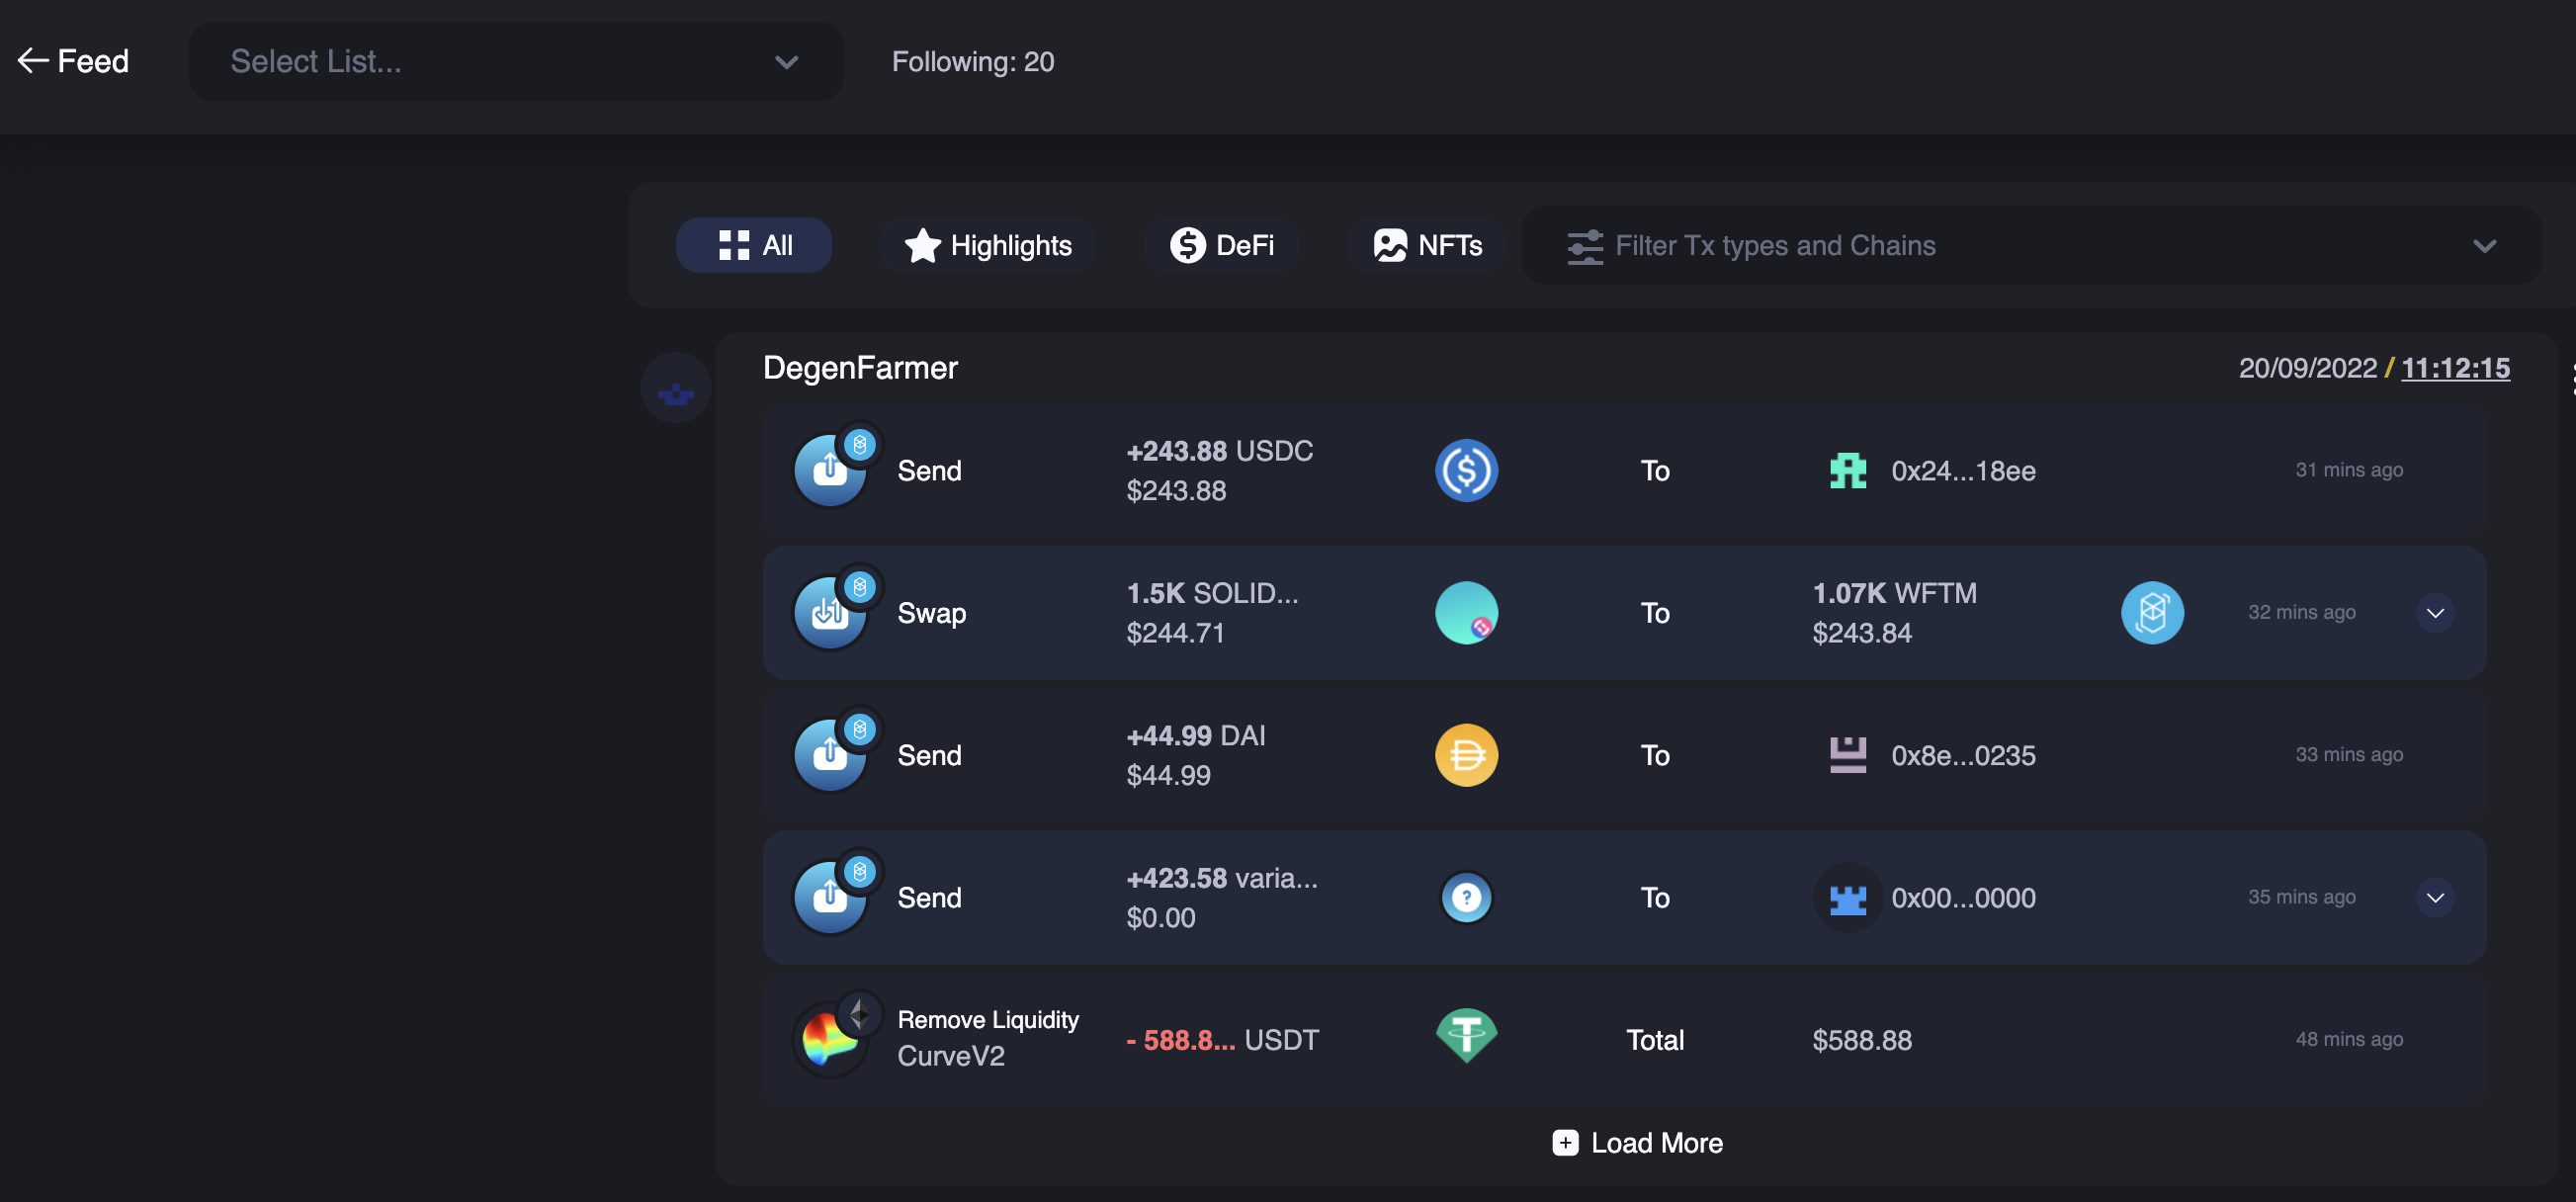 Feed
Select List...
Following: 20
All
Highlights
DeFi
NFTs
Filter Tx types and Chains
DegenFarmer
20/09/2022 / 11:12:15
Send
+243.88 USDC
$243.88
To
0x24...18ee
31 mins ago
Swap
1.5K SOLID...
$244.71
To
1.07K WFTM
$243.84
32 mins ago
Send
+44.99 DAI
$44.99
To
0x8e...0235
33 mins ago
Send
+423.58 varia...
$0.00
To
0x00...0000
35 mins ago
Remove Liquidity
CurveV2
- 588.8... USDT
Total
$588.88
48 mins ago
Load More